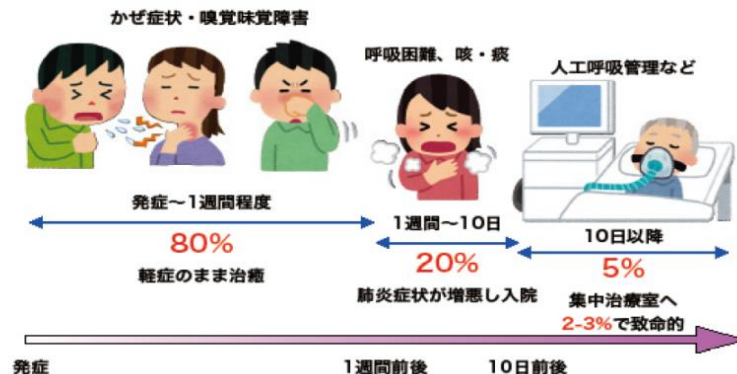 かぜ症状・嗅覚味覚障害
呼吸困難、咳・痰
人工呼吸管理など
発症〜1週間程度
80%
軽症のまま治癒
1週間〜10日
20%
肺炎症状が増悪し入院
10日以降
5%
集中治療室へ
2-3%で致命的
発症
1週間前後
10日前後